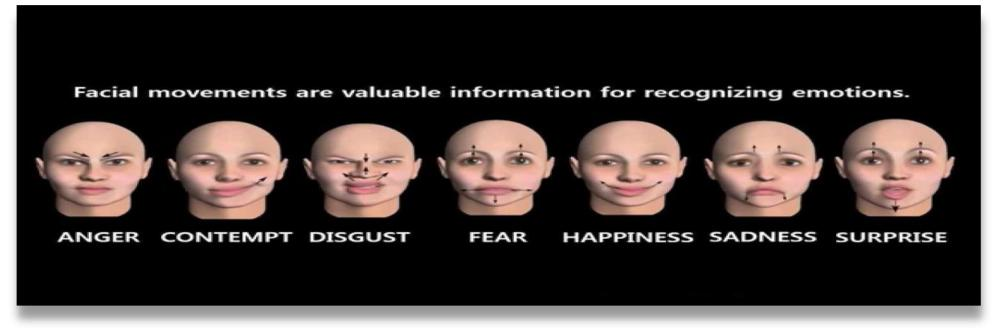 Facial movements are valuable information for recognizing emotions.
ANGER CONTEMPT DISGUST FEAR HAPPINESS SADNESS SURPRISE